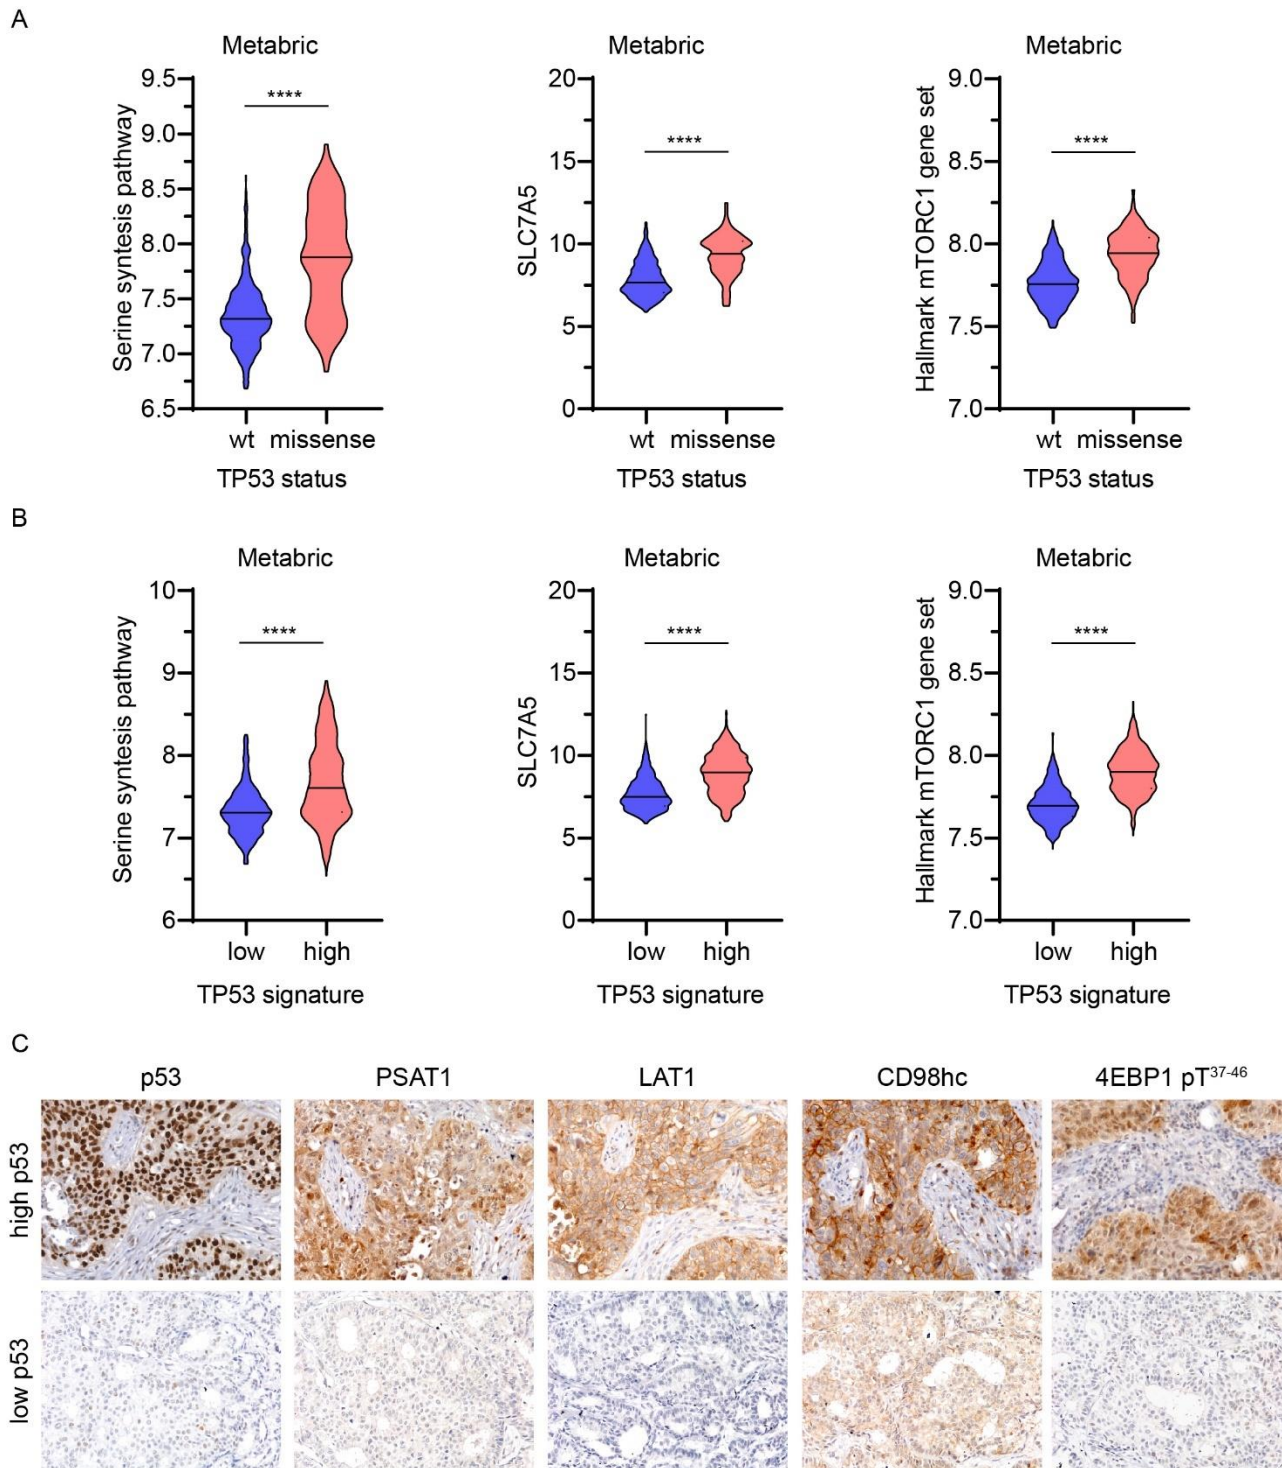 A
Metabric
Metabric
Metabric
Serine syntesis pathway
9.5
9.0
8.5
8.0
7.5
7.0
6.5
****
wt missense
TP53 status
SLC7A5
20
15
10
5
0
****
wt missense
TP53 status
Hallmark mTORC1 gene set
9.0
8.5
8.0
7.5
7.0
****
wt missense
TP53 status
B
Metabric
Metabric
Metabric
Serine syntesis pathway
10
9
8
7
6
****
low high
TP53 signature
SLC7A5
20
15
10
5
0
****
low high
TP53 signature
Hallmark mTORC1 gene set
9.0
8.5
8.0
7.5
7.0
****
low high
TP53 signature
C
p53 PSAT1 LAT1 CD98hc 4EBP1 pT37-46
high p53
low p53